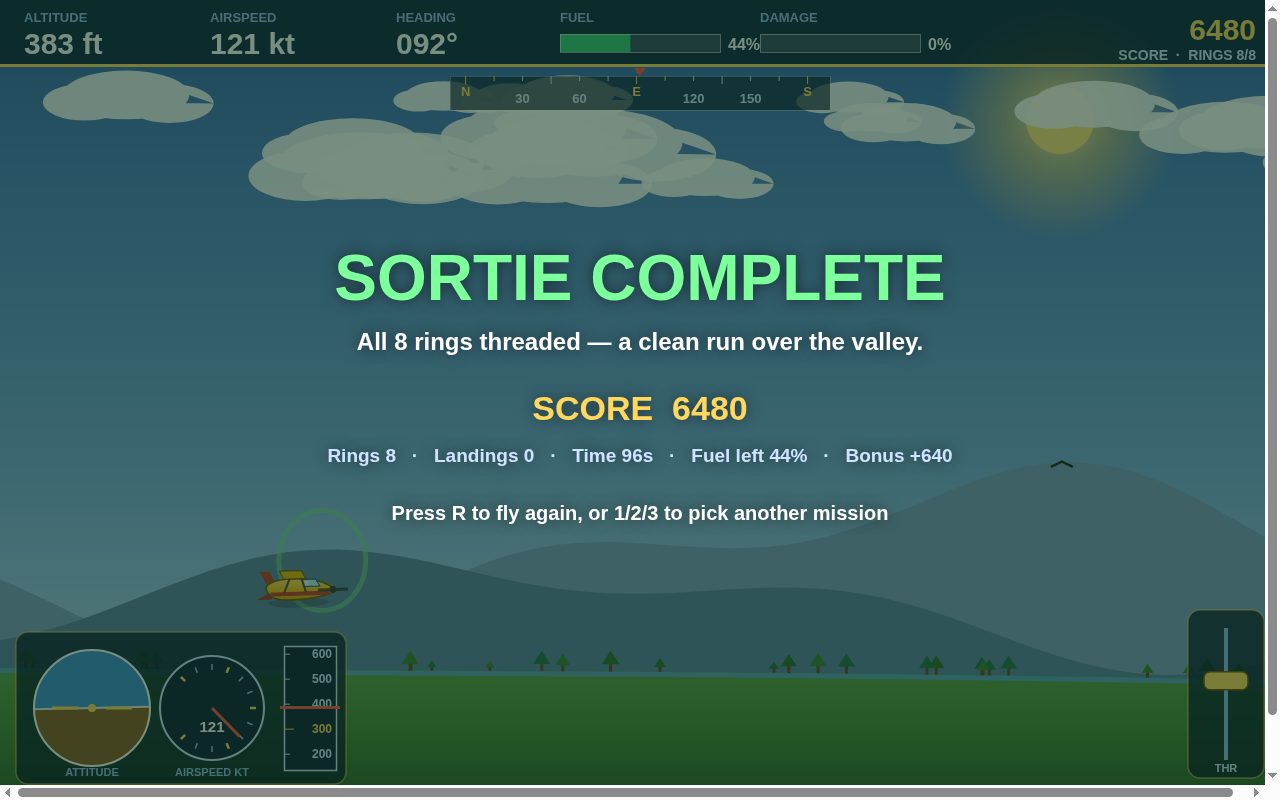 ALTITUDE AIRSPEED HEADING FUEL DAMAGE
383 ft 121 kt 092° 44% 0% 6480
SCORE · RINGS 8/8
N 30 60 E 120 150 S
SORTIE COMPLETE
All 8 rings threaded — a clean run over the valley.
SCORE 6480
Rings 8 · Landings 0 · Time 96s · Fuel left 44% · Bonus +640
Press R to fly again, or 1/2/3 to pick another mission
600
500
400
300
200
121
ATTITUDE AIRSPEED KT
THR